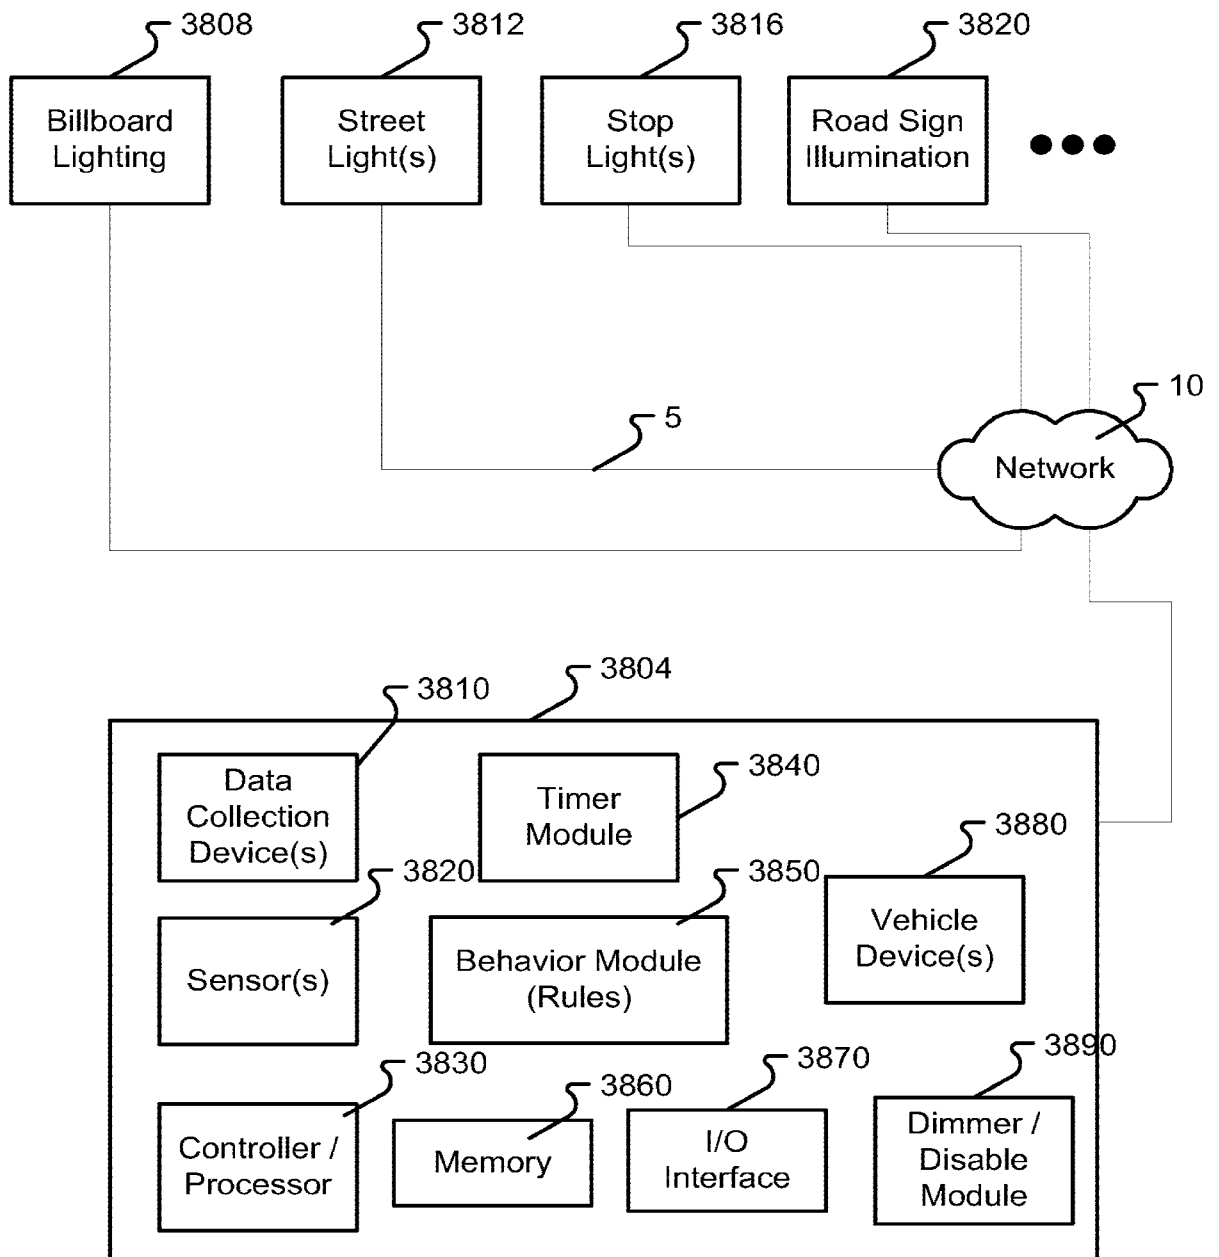 3808
3812
3816
3820
Billboard
Lighting
Street
Light(s)
Stop
Light(s)
Road Sign
Illumination
10
5
Network
3804
3810
Data
Collection
Device(s)
3840
Timer
Module
3880
Vehicle
Device(s)
3820
Sensor(s)
3850
Behavior Module
(Rules)
3830
Controller /
Processor
3860
Memory
3870
I/O
Interface
3890
Dimmer /
Disable
Module